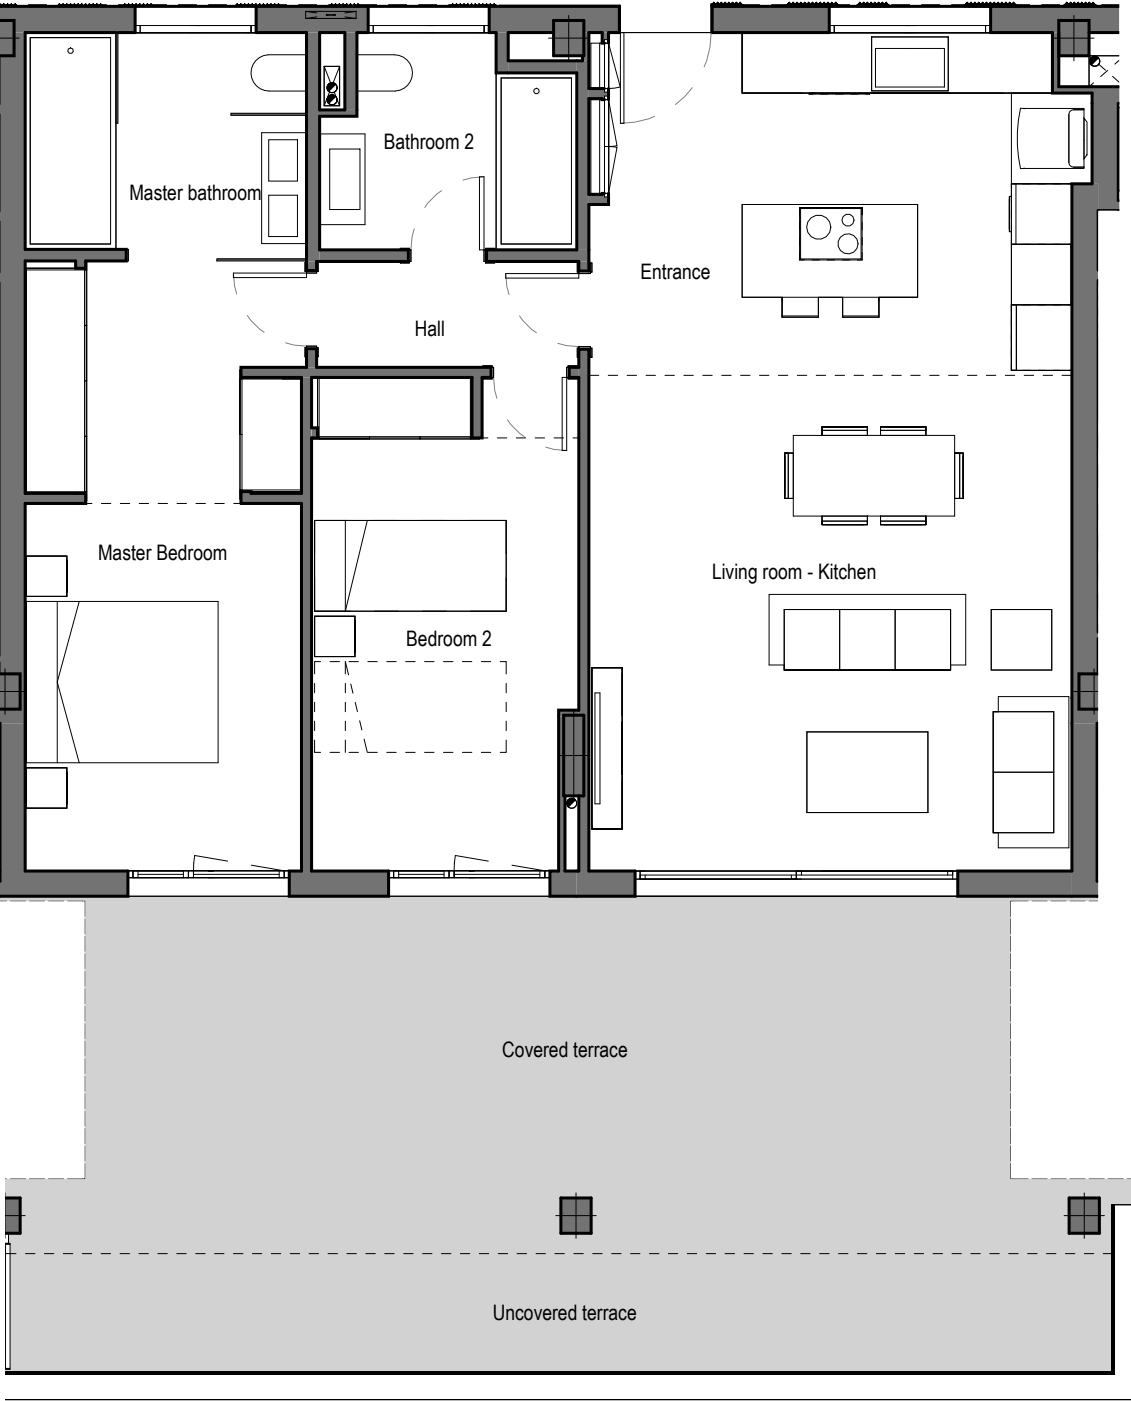 Bathroom 2
Master bathroom
Entrance
Hall
Master Bedroom
Living room - Kitchen
Bedroom 2
Covered terrace
Uncovered terrace